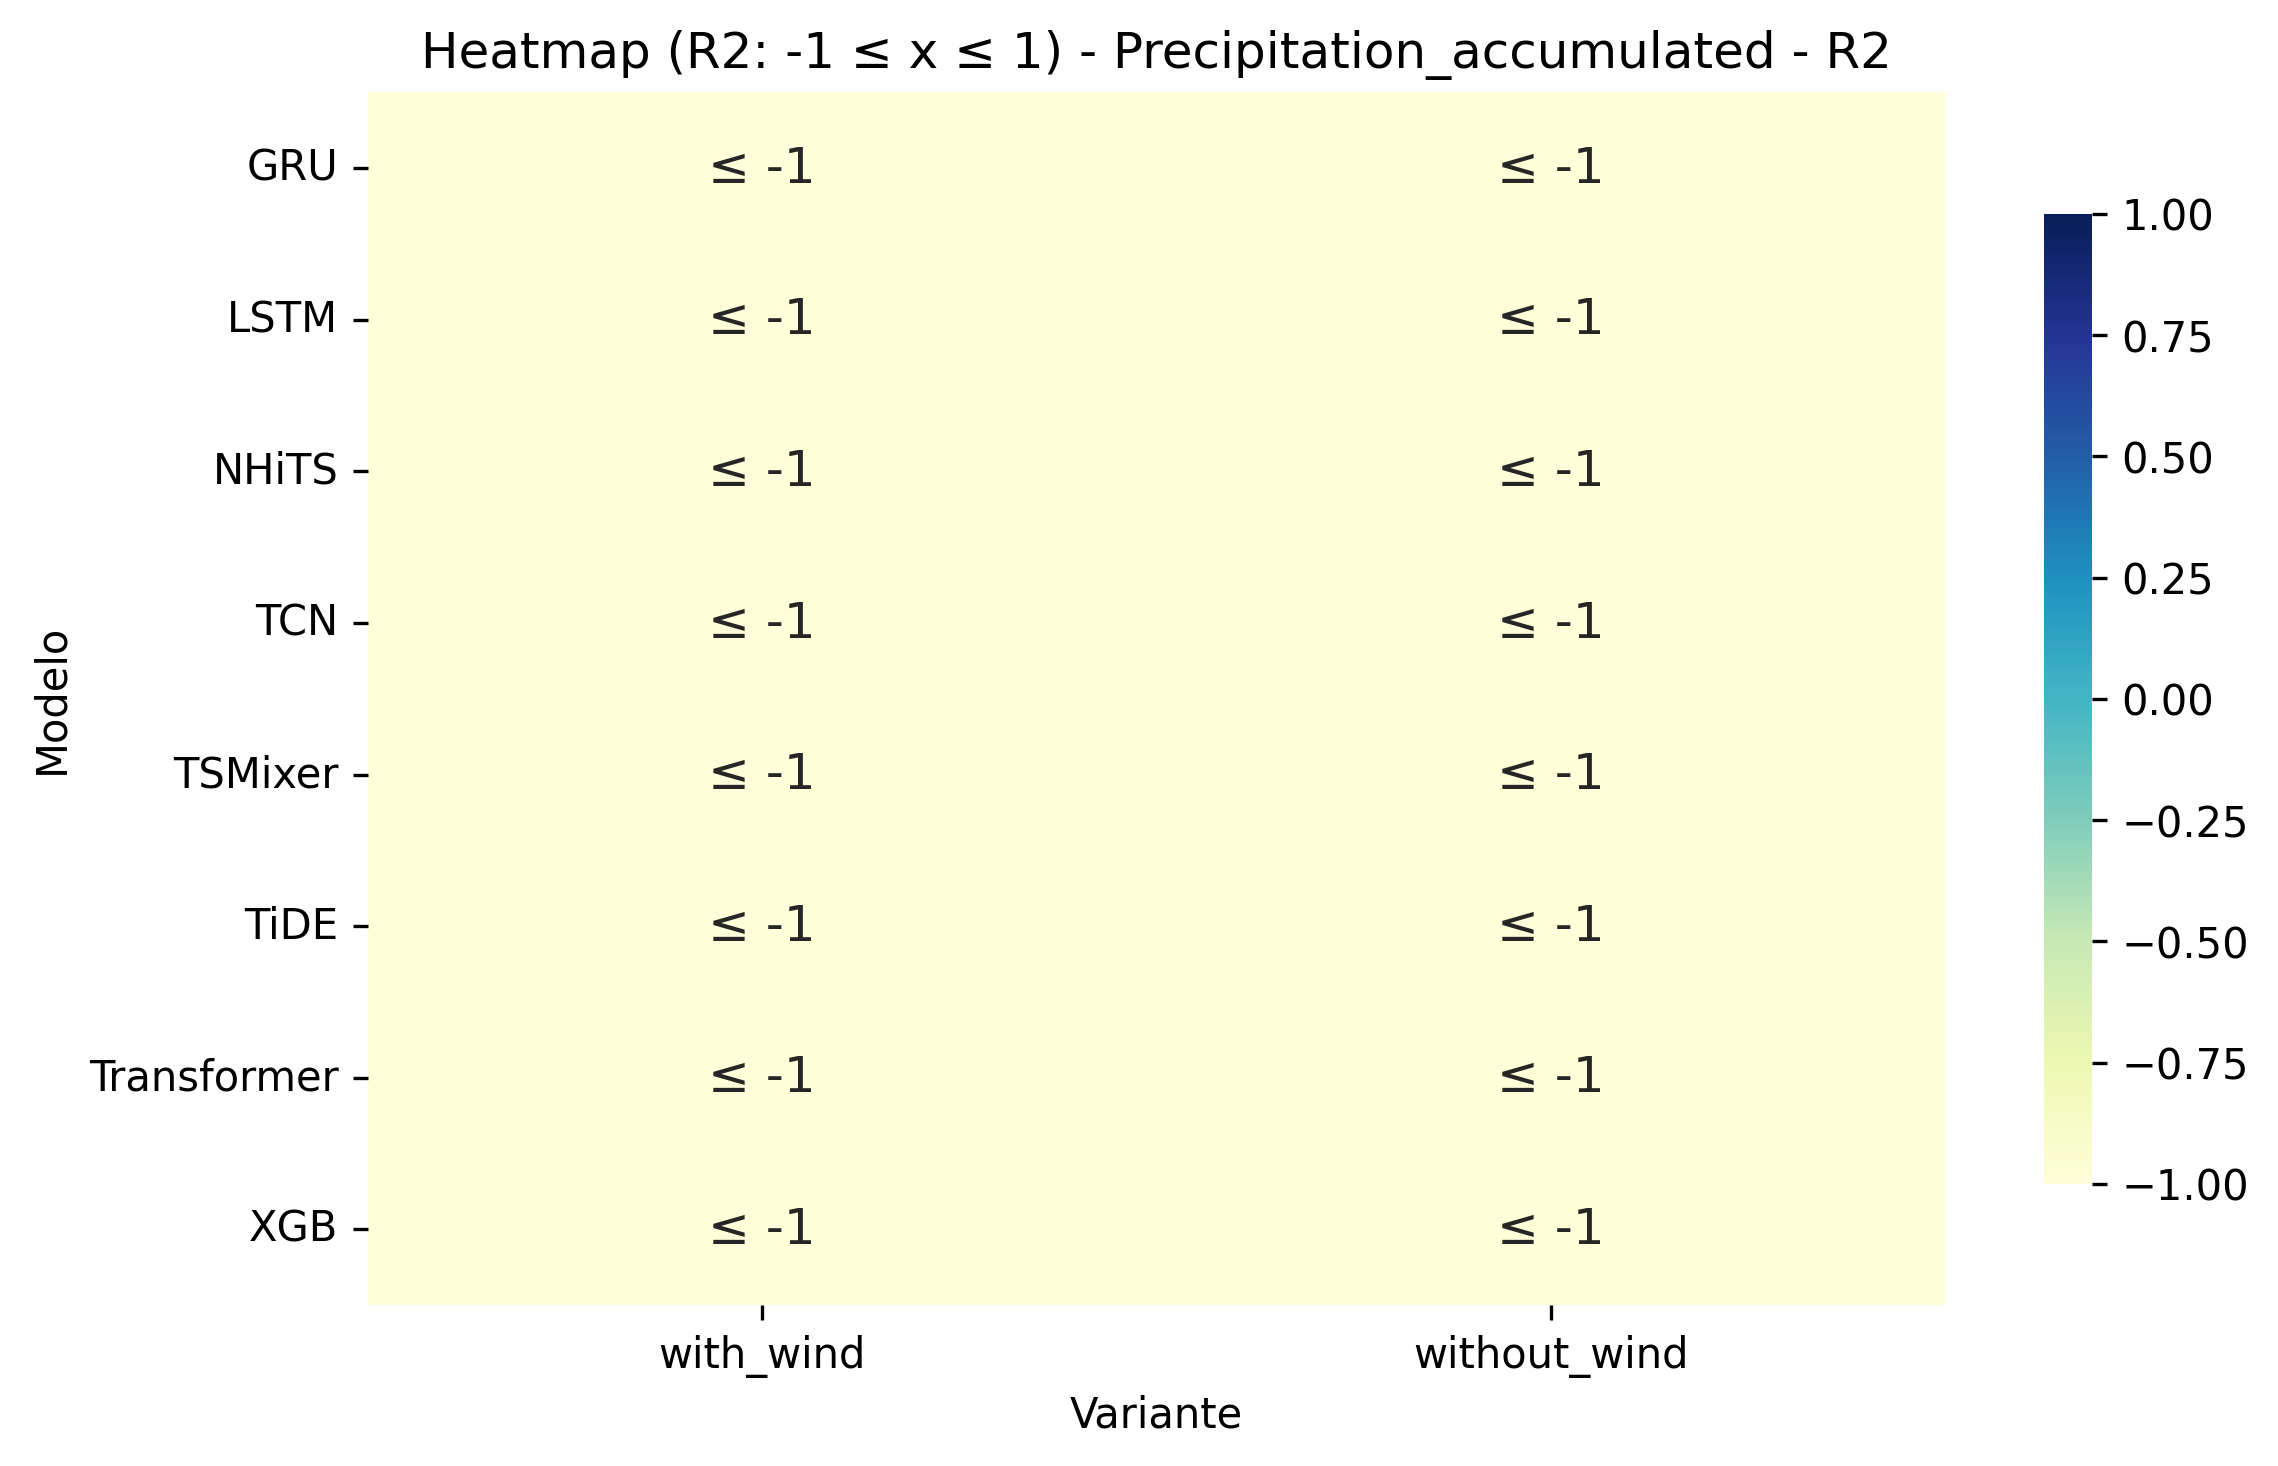 Heatmap (R2: -1 ≤ x ≤ 1) - Precipitation_accumulated - R2
Modelo
GRU ≤ -1 ≤ -1
LSTM ≤ -1 ≤ -1
NHiTS ≤ -1 ≤ -1
TCN ≤ -1 ≤ -1
TSMixer ≤ -1 ≤ -1
TiDE ≤ -1 ≤ -1
Transformer ≤ -1 ≤ -1
XGB ≤ -1 ≤ -1
with_wind without_wind
Variante
1.00
0.75
0.50
0.25
0.00
−0.25
−0.50
−0.75
−1.00